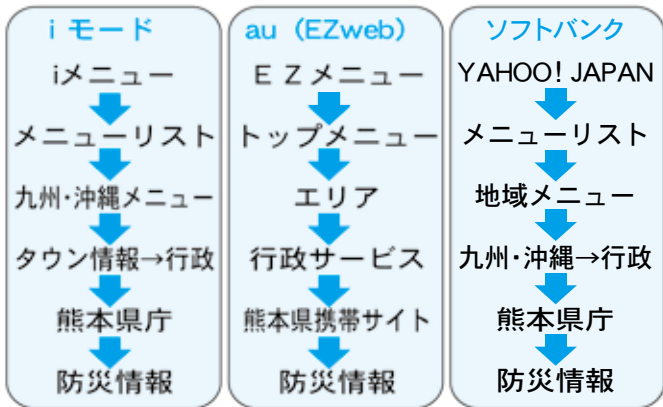 i モード
iメニュー
メニューリスト
九州・沖縄メニュー
タウン情報→行政
熊本県庁
防災情報
au（EZweb）
ＥＺメニュー
トップメニュー
エリア
行政サービス
熊本県携帯サイト
防災情報
ソフトバンク
YAHOO! JAPAN
メニューリスト
地域メニュー
九州・沖縄→行政
熊本県庁
防災情報